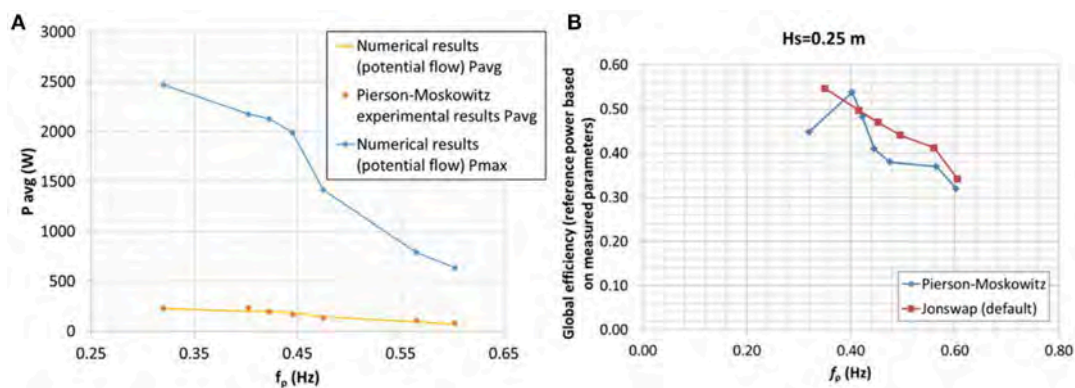 A
3000
2500
2000
1500
1000
500
0
P avg (W)
0.25
0.35
0.45
0.55
0.65
fp (Hz)
Numerical results
(potential flow) Pavg
Pierson-Moskowitz
experimental results Pavg
Numerical results
(potential flow) Pmax
B
Hs=0.25 m
Global efficiency (reference power based
on measured parameters)
0.60
0.50
0.40
0.30
0.20
0.10
0.00
0.00
0.20
0.40
0.60
0.80
fp (Hz)
Pierson-Moskowitz
Jonswap (default)